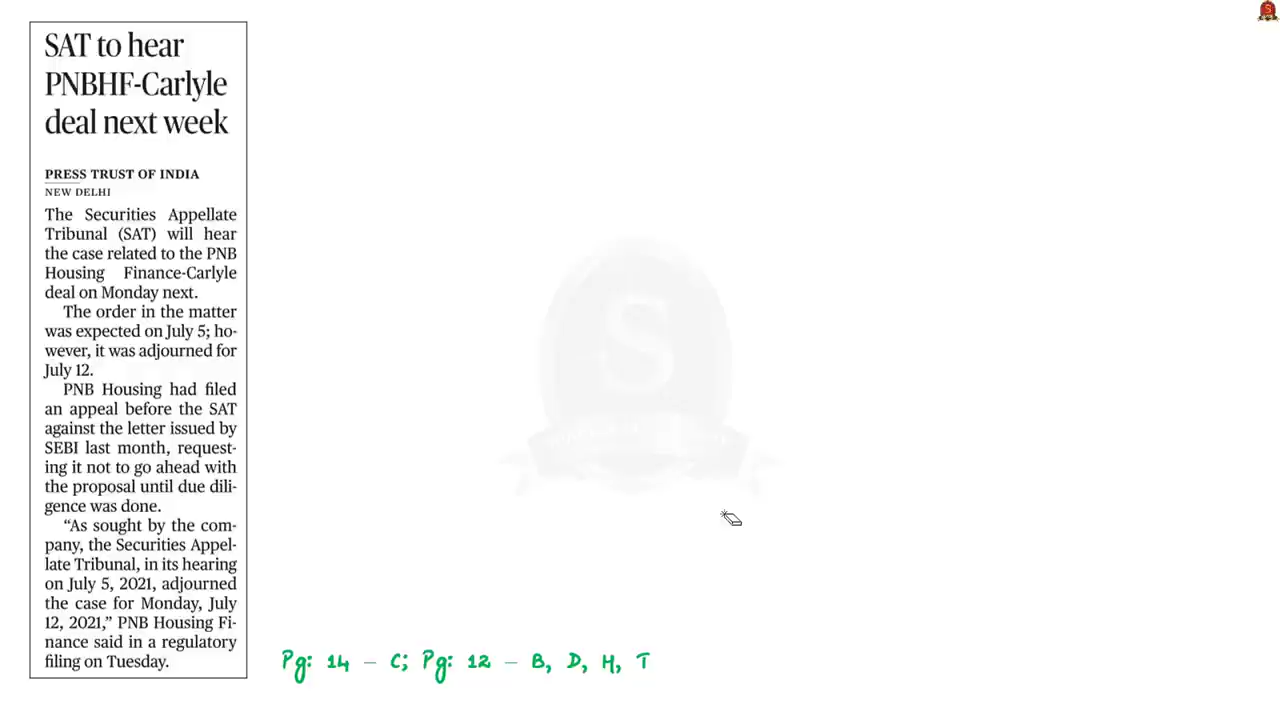 SAT to hear
PNBHF-Carlyle
deal next week
PRESS TRUST OF INDIA
NEW DELHI
The Securities Appellate
Tribunal (SAT) will hear
the case related to the PNB
Housing Finance-Carlyle
deal on Monday next.
The order in the matter
was expected on July 5; ho-
wever, it was adjourned for
July 12.
PNB Housing had filed
an appeal before the SAT
against the letter issued by
SEBI last month, request-
ing it not to go ahead with
the proposal until due dili-
gence was done.
“As sought by the com-
pany, the Securities Appel-
late Tribunal, in its hearing
on July 5, 2021, adjourned
the case for Monday, July
12, 2021,” PNB Housing Fi-
nance said in a regulatory
filing on Tuesday.
Pg: 14 – C; Pg: 12 – B, D, H, T
S
S